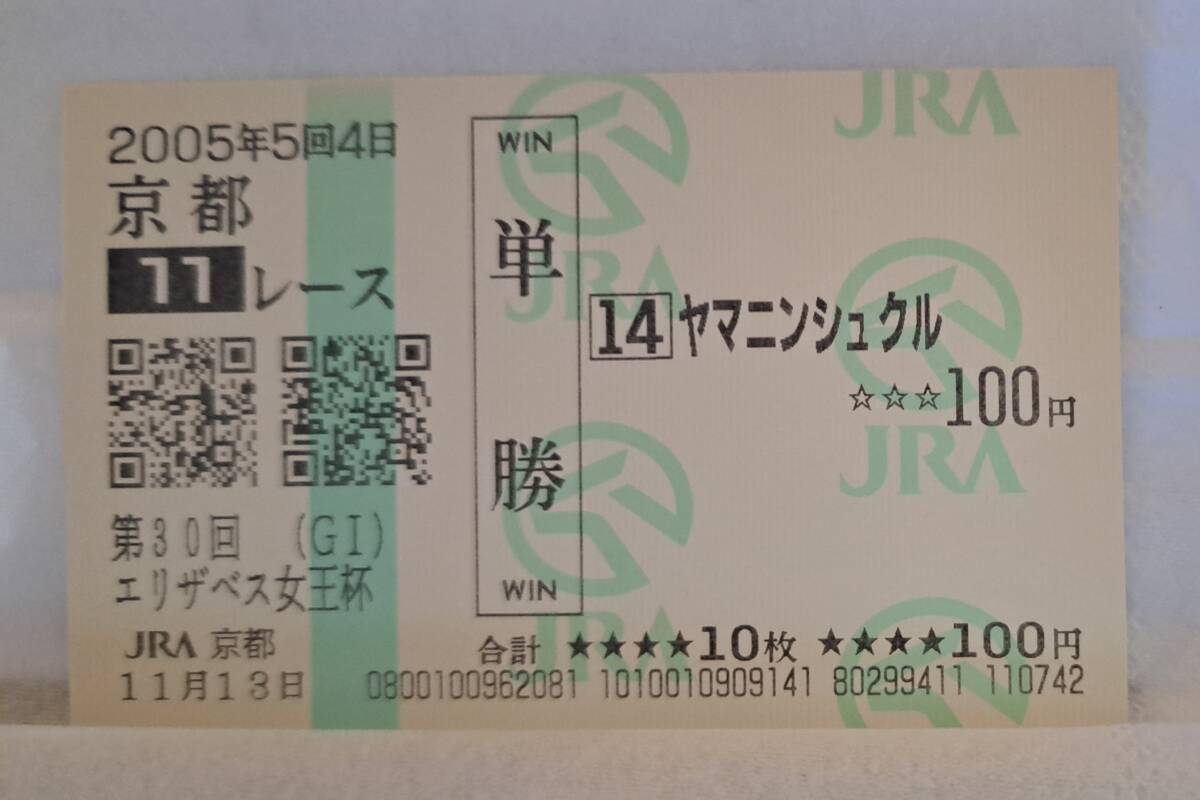 2005年5回4日
京都
11レース
第30回 (GI)
エリザベス女王杯
JRA 京都
11月13日
WIN
単勝
WIN
14 ヤマニンシュクル
☆☆☆100円
合計 ★★★★10枚 ★★★★100円
0800100962081 1010010909141 80299411 110742
JRA
JRA
JRA
JRA